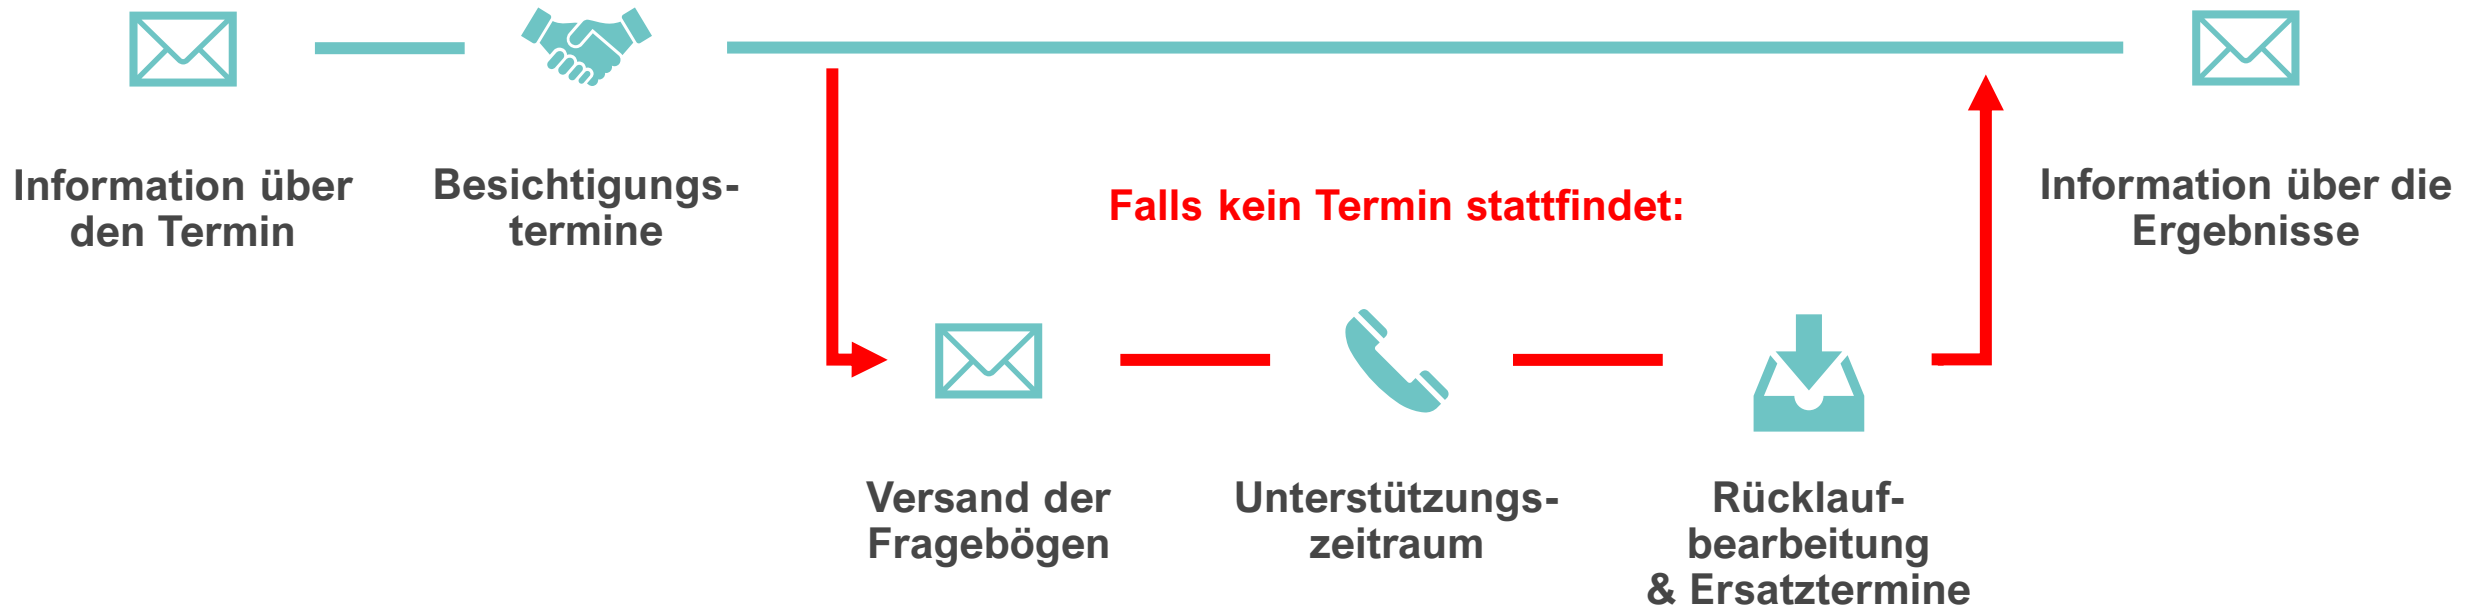 Information über
den Termin
Besichtigungs-
termine
Falls kein Termin stattfindet:
Information über die
Ergebnisse
Versand der
Fragebögen
Unterstützungs-
zeitraum
Rücklauf-
bearbeitung
& Ersatztermine